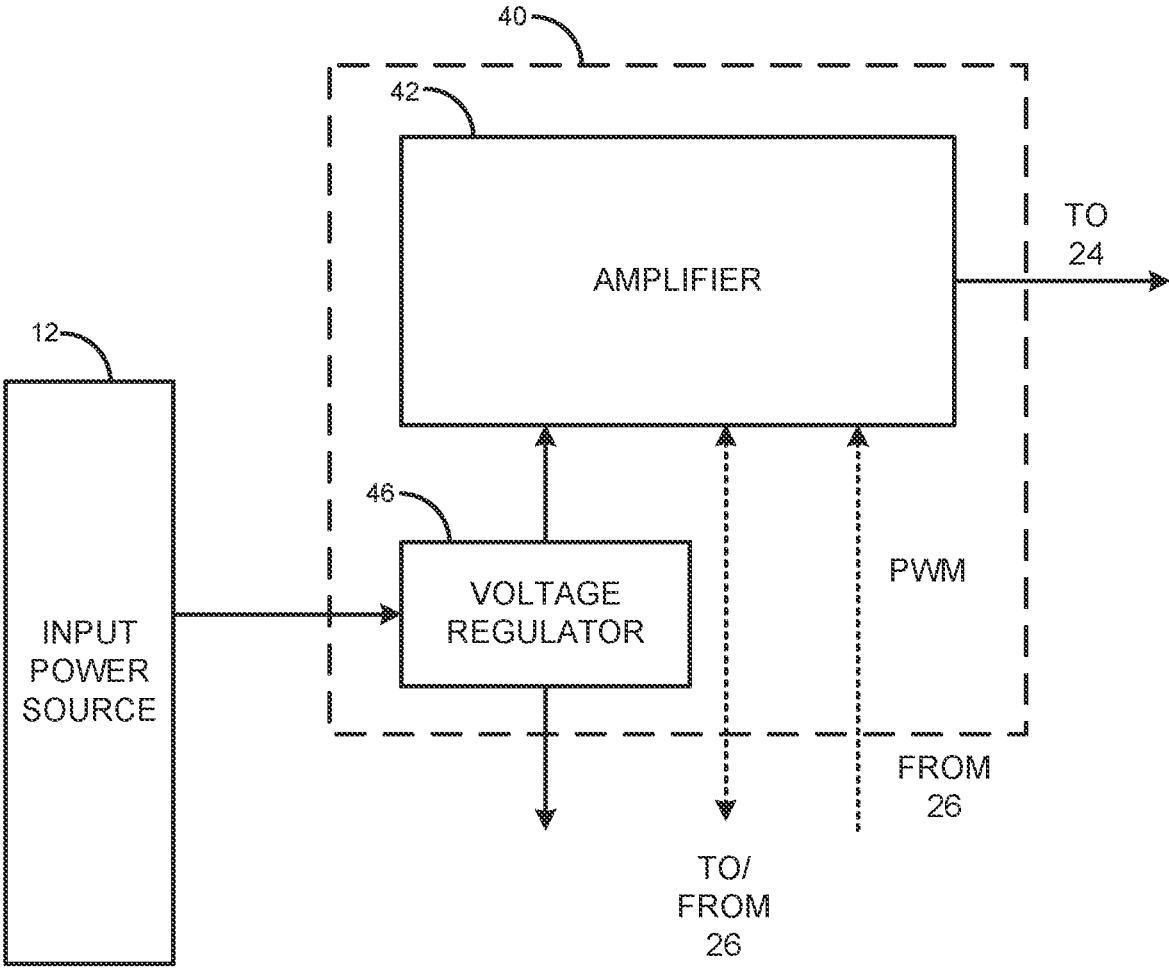 40
42
AMPLIFIER
TO
24
12
46
VOLTAGE
REGULATOR
PWM
INPUT
POWER
SOURCE
FROM
26
TO/
FROM
26